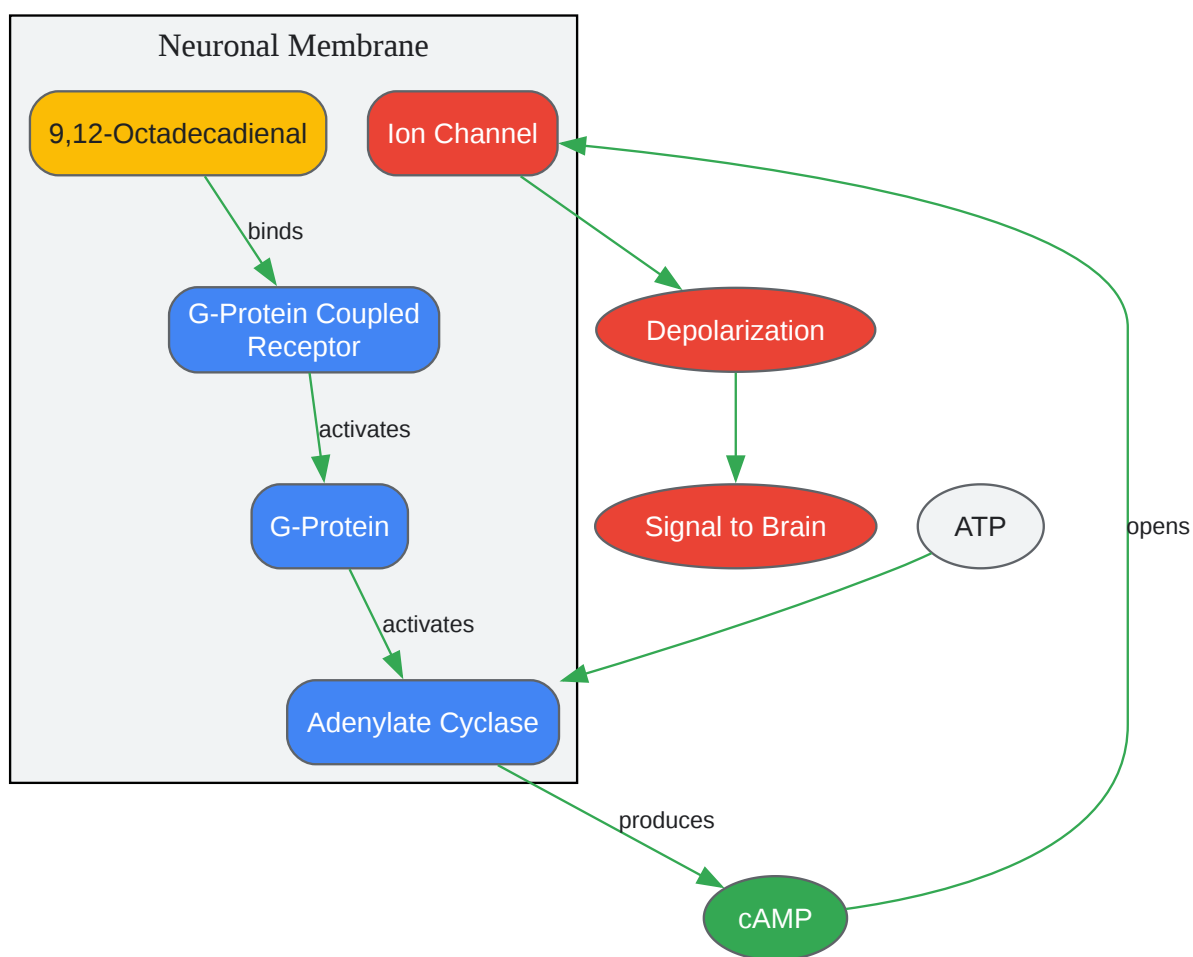 Neuronal Membrane
9,12-Octadecadienal
Ion Channel
binds
G-Protein Coupled
Receptor
Depolarization
activates
G-Protein
Signal to Brain
ATP
opens
activates
Adenylate Cyclase
produces
cAMP